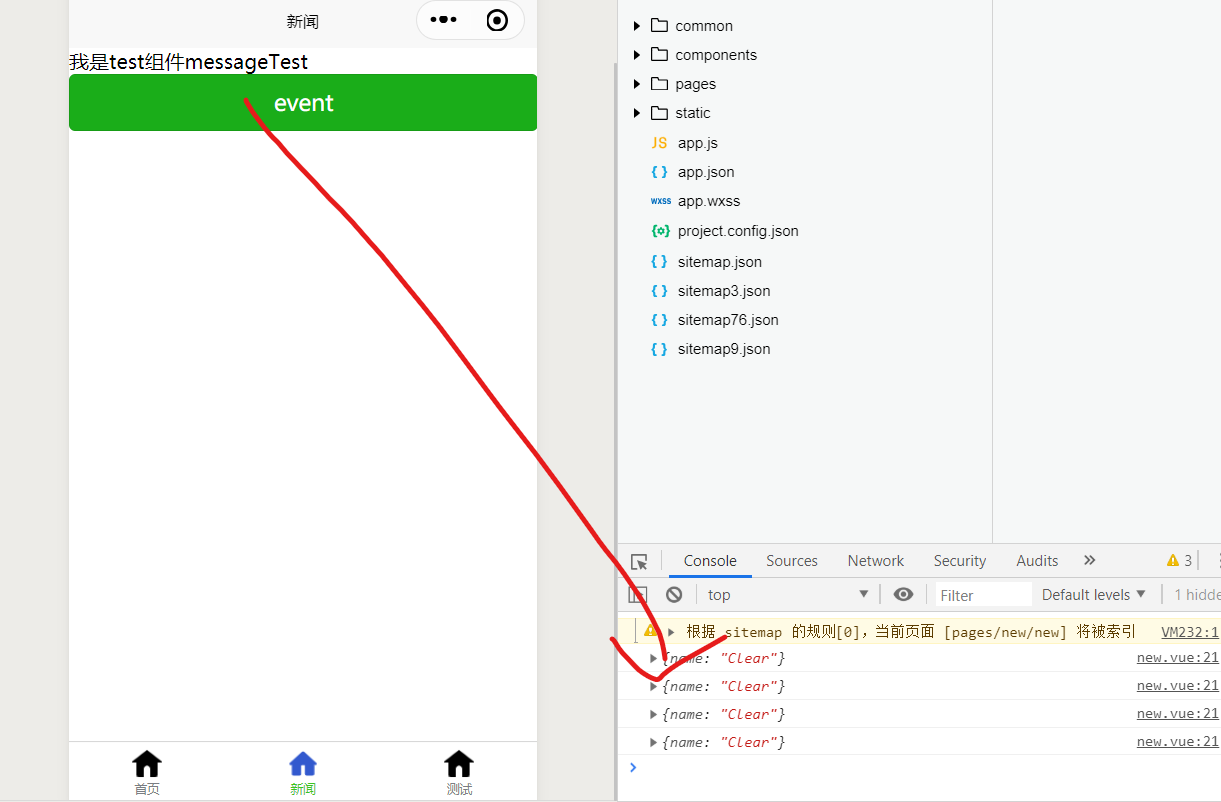 新闻
我是test组件messageTest
event
首页
新闻
测试
common
components
pages
static
JS app.js
{ } app.json
wxss app.wxss
project.config.json
{ } sitemap.json
{ } sitemap3.json
{ } sitemap76.json
{ } sitemap9.json
Console Sources Network Security Audits » 3
top Filter Default levels 1 hidde
根据 sitemap 的规则[0]，当前页面 [pages/new/new] 将被索引 VM232:1
{name: "Clear"} new.vue:21
{name: "Clear"} new.vue:21
{name: "Clear"} new.vue:21
{name: "Clear"} new.vue:21